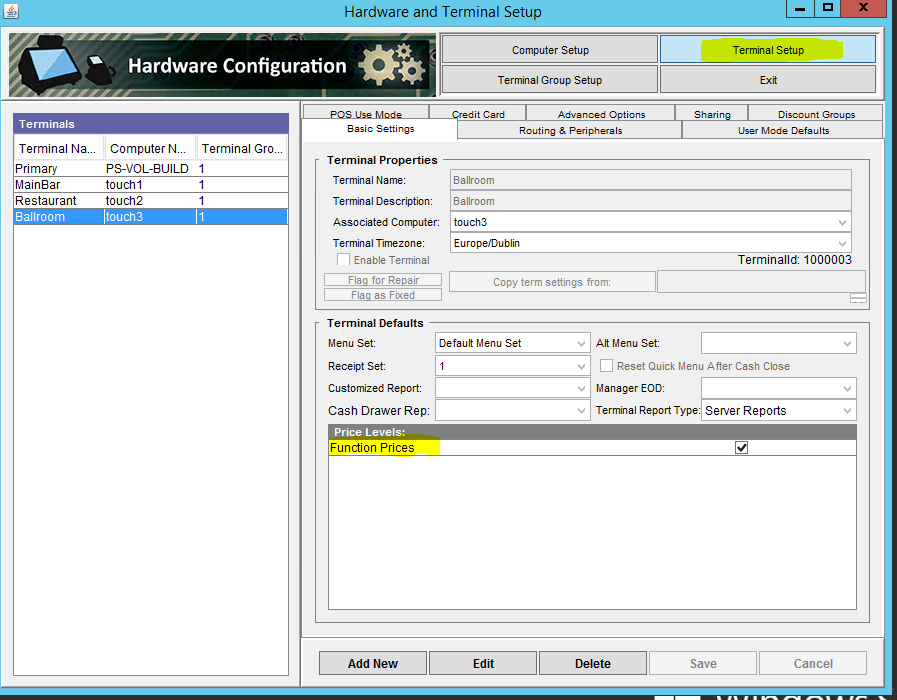 Hardware and Terminal Setup
Hardware Configuration
Computer Setup
Terminal Setup
Terminal Group Setup
Exit
Terminals
Terminal Na... Computer N... Terminal Gro...
Primary PS-VOL-BUILD 1
MainBar touch1 1
Restaurant touch2 1
Ballroom touch3 1
POS Use Mode Credit Card Advanced Options Sharing Discount Groups
Basic Settings Routing & Peripherals User Mode Defaults
Terminal Properties
Terminal Name: Ballroom
Terminal Description: Ballroom
Associated Computer: touch3
Terminal Timezone: Europe/Dublin
Enable Terminal TerminalId: 1000003
Flag for Repair Copy term settings from:
Flag as Fixed
Terminal Defaults
Menu Set: Default Menu Set Alt Menu Set:
Receipt Set: 1 Reset Quick Menu After Cash Close
Customized Report: Manager EOD:
Cash Drawer Rep: Terminal Report Type: Server Reports
Price Levels:
Function Prices
Add New Edit Delete Save Cancel